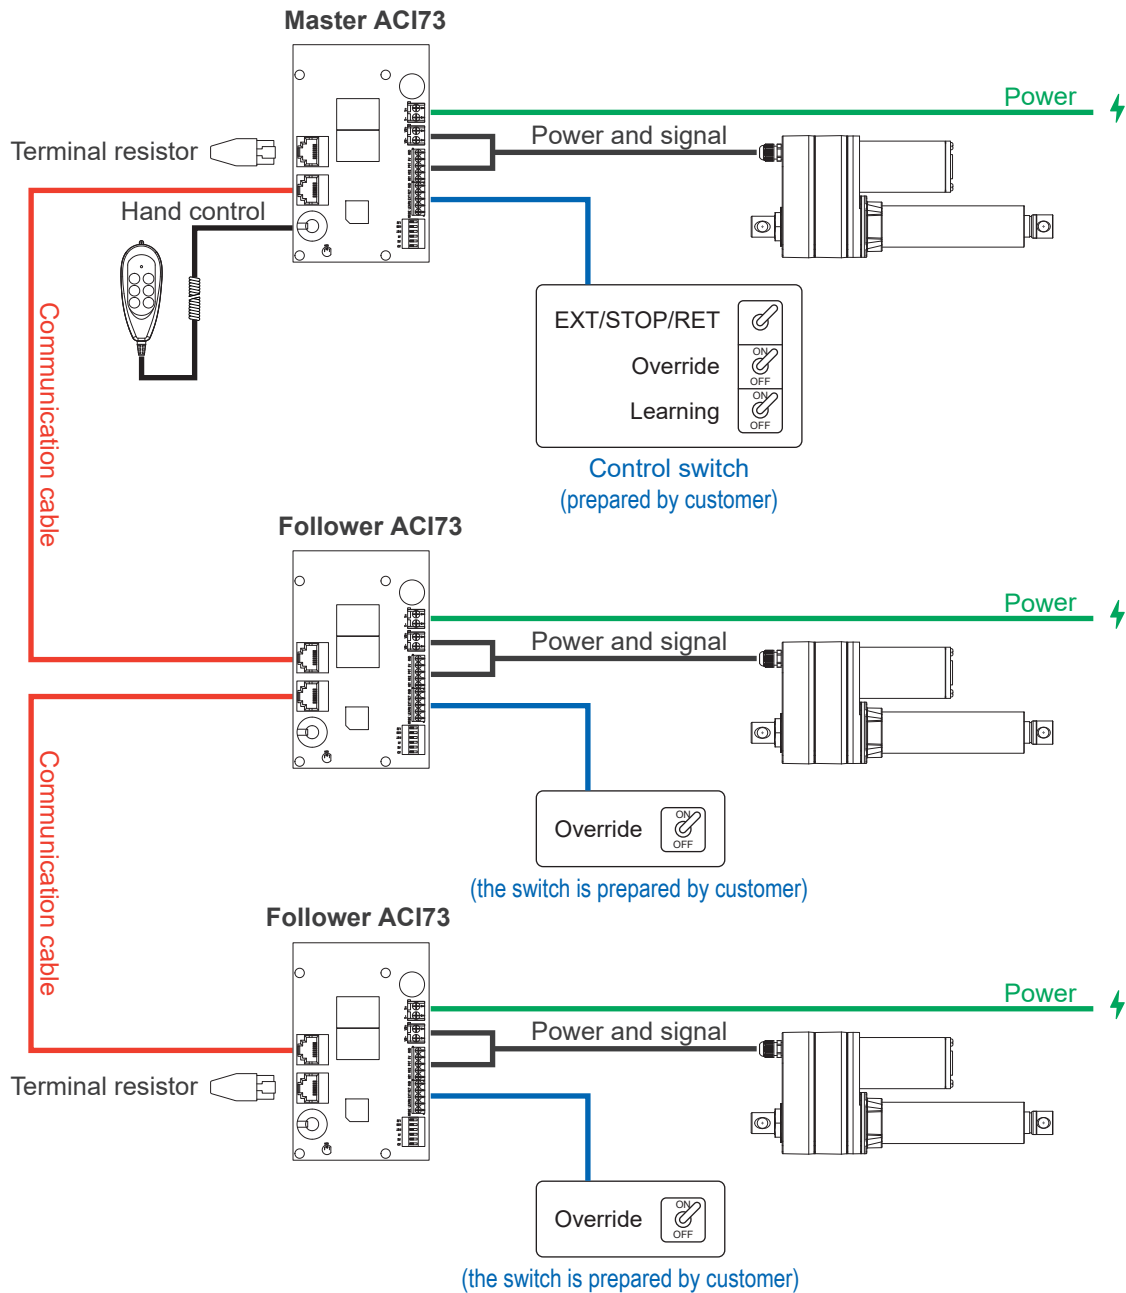 Master ACI73
Power
Power and signal
Terminal resistor
Hand control
Communication cable
EXT/STOP/RET
Override
ON
OFF
Learning
ON
OFF
Control switch
(prepared by customer)
Follower ACI73
Power
Power and signal
Communication cable
Override
ON
OFF
(the switch is prepared by customer)
Follower ACI73
Power
Power and signal
Terminal resistor
Override
ON
OFF
(the switch is prepared by customer)